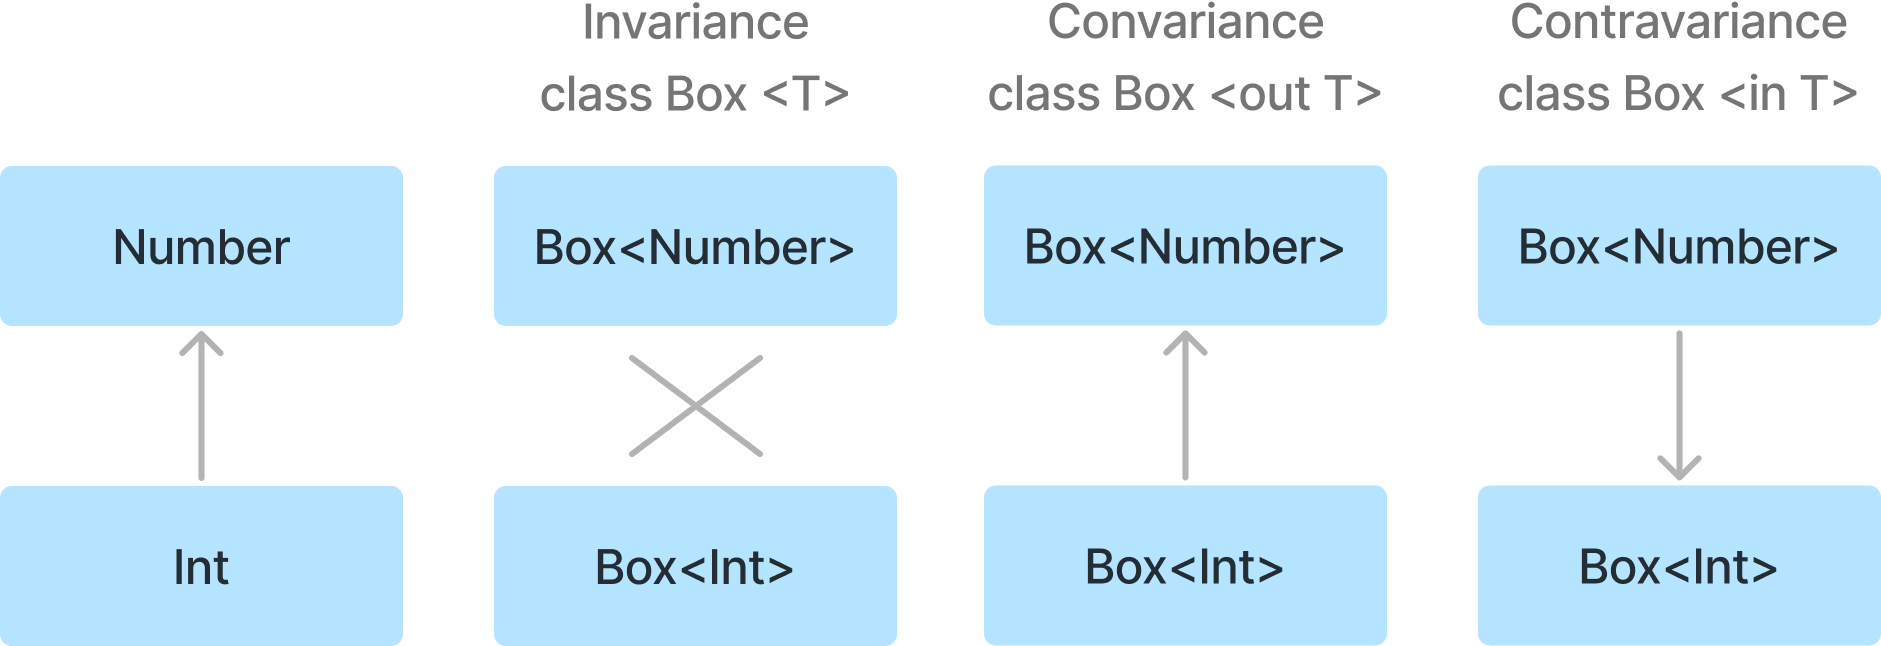 Invariance
class Box <T>
Convariance
class Box <out T>
Contravariance
class Box <in T>
Number
Box<Number>
Box<Number>
Box<Number>
Int
Box<Int>
Box<Int>
Box<Int>